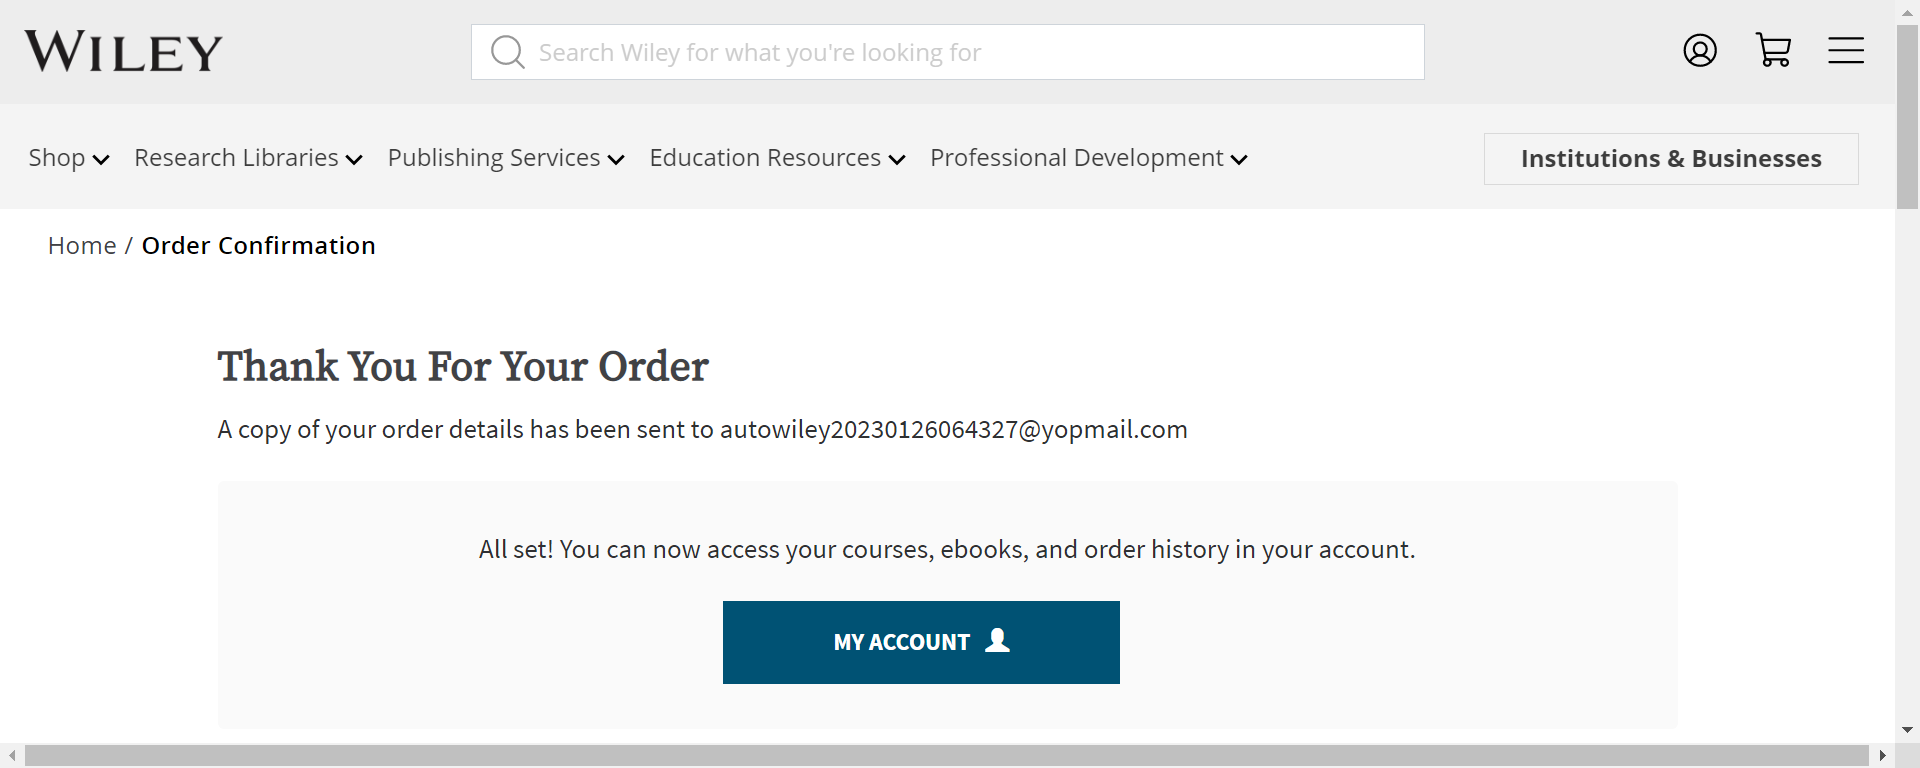 WILEY
Search Wiley for what you're looking for
Shop Research Libraries Publishing Services Education Resources Professional Development Institutions & Businesses
Home / Order Confirmation
Thank You For Your Order
A copy of your order details has been sent to autowiley20230126064327@yopmail.com
All set! You can now access your courses, ebooks, and order history in your account.
MY ACCOUNT